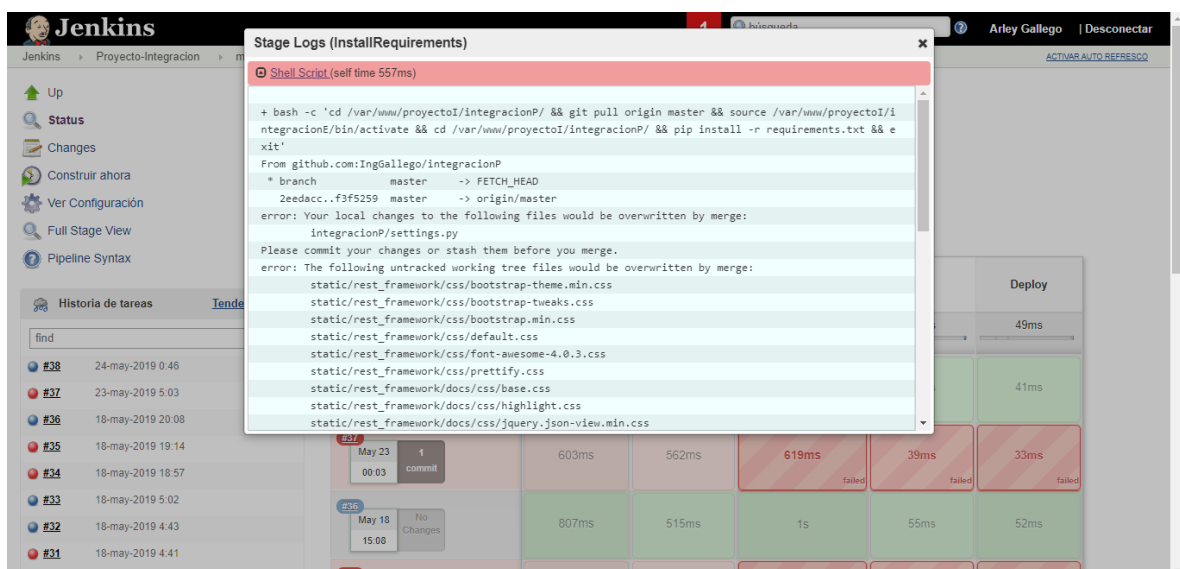 Jenkins
1
búsqueda
Arley Gallego | Desconectar
Jenkins Proyecto-Integracion
ACTIVAR AUTO REFRESCO
Up
Status
Changes
Construir ahora
Ver Configuración
Full Stage View
Pipeline Syntax
Historia de tareas
find
#38 24-may-2019 0:46
#37 23-may-2019 5:03
#36 18-may-2019 20:08
#35 18-may-2019 19:14
#34 18-may-2019 18:57
#33 18-may-2019 5:02
#32 18-may-2019 4:43
#31 18-may-2019 4:41
Stage Logs (InstallRequirements)
Shell Script (self time 557ms)
+ bash -c 'cd /var/www/proyectoI/integracionP/ && git pull origin master && source /var/www/proyectoI/i
ntegracionE/bin/activate && cd /var/www/proyectoI/integracionP/ && pip install -r requirements.txt && e
xit'
From github.com:IngGallego/integracionP
* branch master -> FETCH_HEAD
2eedacc..f3f5259 master -> origin/master
error: Your local changes to the following files would be overwritten by merge:
integracionP/settings.py
Please commit your changes or stash them before you merge.
error: The following untracked working tree files would be overwritten by merge:
static/rest_framework/css/bootstrap-theme.min.css
static/rest_framework/css/bootstrap-tweaks.css
static/rest_framework/css/bootstrap.min.css
static/rest_framework/css/default.css
static/rest_framework/css/font-awesome-4.0.3.css
static/rest_framework/css/prettify.css
static/rest_framework/docs/css/base.css
static/rest_framework/docs/css/highlight.css
static/rest_framework/docs/css/jquery.json-view.min.css
Deploy
49ms
41ms
#37
May 23
00:03
1
commit
603ms
562ms
619ms
failed
39ms
failed
33ms
failed
#36
May 18
15:08
No
Changes
807ms
515ms
1s
55ms
52ms